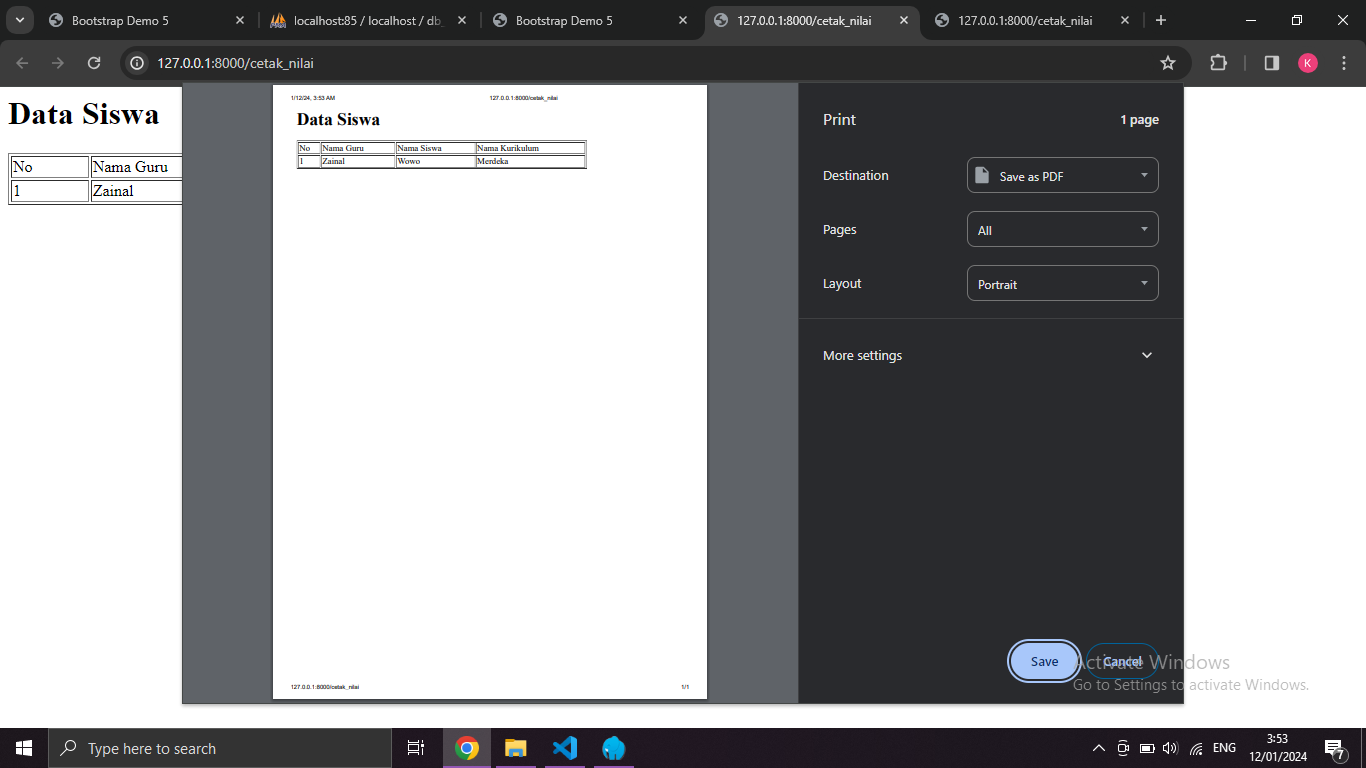 Bootstrap Demo 5
localhost:85 / localhost / db_
Bootstrap Demo 5
127.0.0.1:8000/cetak_nilai
127.0.0.1:8000/cetak_nilai
127.0.0.1:8000/cetak_nilai
K
Data Siswa
No Nama Guru
1 Zainal
1/12/24, 3:53 AM 127.0.0.1:8000/cetak_nilai
Data Siswa
No Nama Guru Nama Siswa Nama Kurikulum
1 Zainal Wowo Merdeka
127.0.0.1:8000/cetak_nilai 1/1
Print 1 page
Destination Save as PDF
Pages All
Layout Portrait
More settings
Save Cancel
Activate Windows
Go to Settings to activate Windows.
Type here to search
ENG
3:53
12/01/2024
7